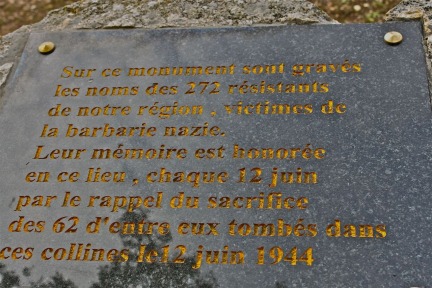 Sur ce monument sont gravés
les noms des 272 résistants
de notre région , victimes de
la barbarie nazie.
Leur mémoire est honorée
en ce lieu , chaque 12 juin
par le rappel du sacrifice
des 62 d'entre eux tombés dans
ces collines le12 juin 1944